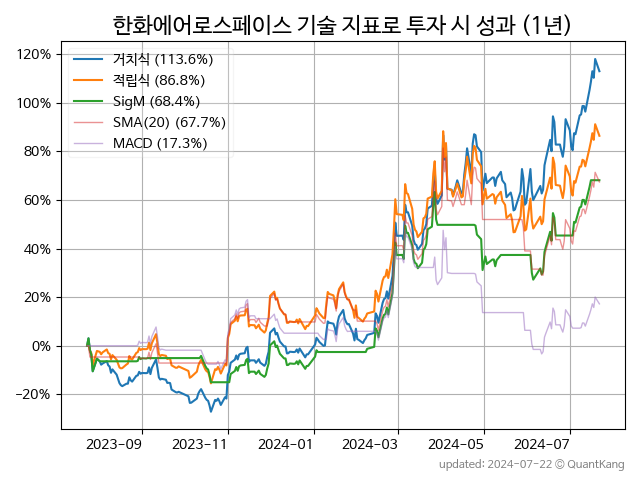 한화에어로스페이스 기술 지표로 투자 시 성과 (1년)
120%
100%
80%
60%
40%
20%
0%
−20%
거치식 (113.6%)
적립식 (86.8%)
SigM (68.4%)
SMA(20) (67.7%)
MACD (17.3%)
2023-09
2023-11
2024-01
2024-03
2024-05
2024-07
updated: 2024-07-22 © QuantKang